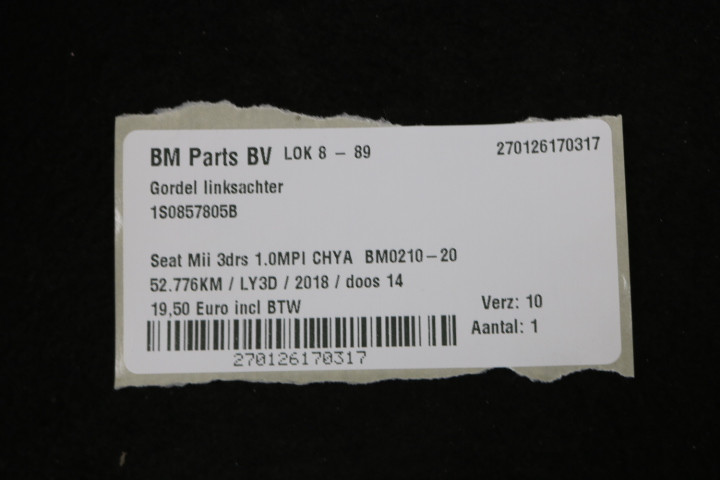 BM Parts BV LOK 8 - 89 270126170317
Gordel linksachter
1S0857805B
Seat Mii 3drs 1.0MPI CHYA BM0210-20
52.776KM / LY3D / 2018 / doos 14
19,50 Euro incl BTW Verz: 10
Aantal: 1
270126170317